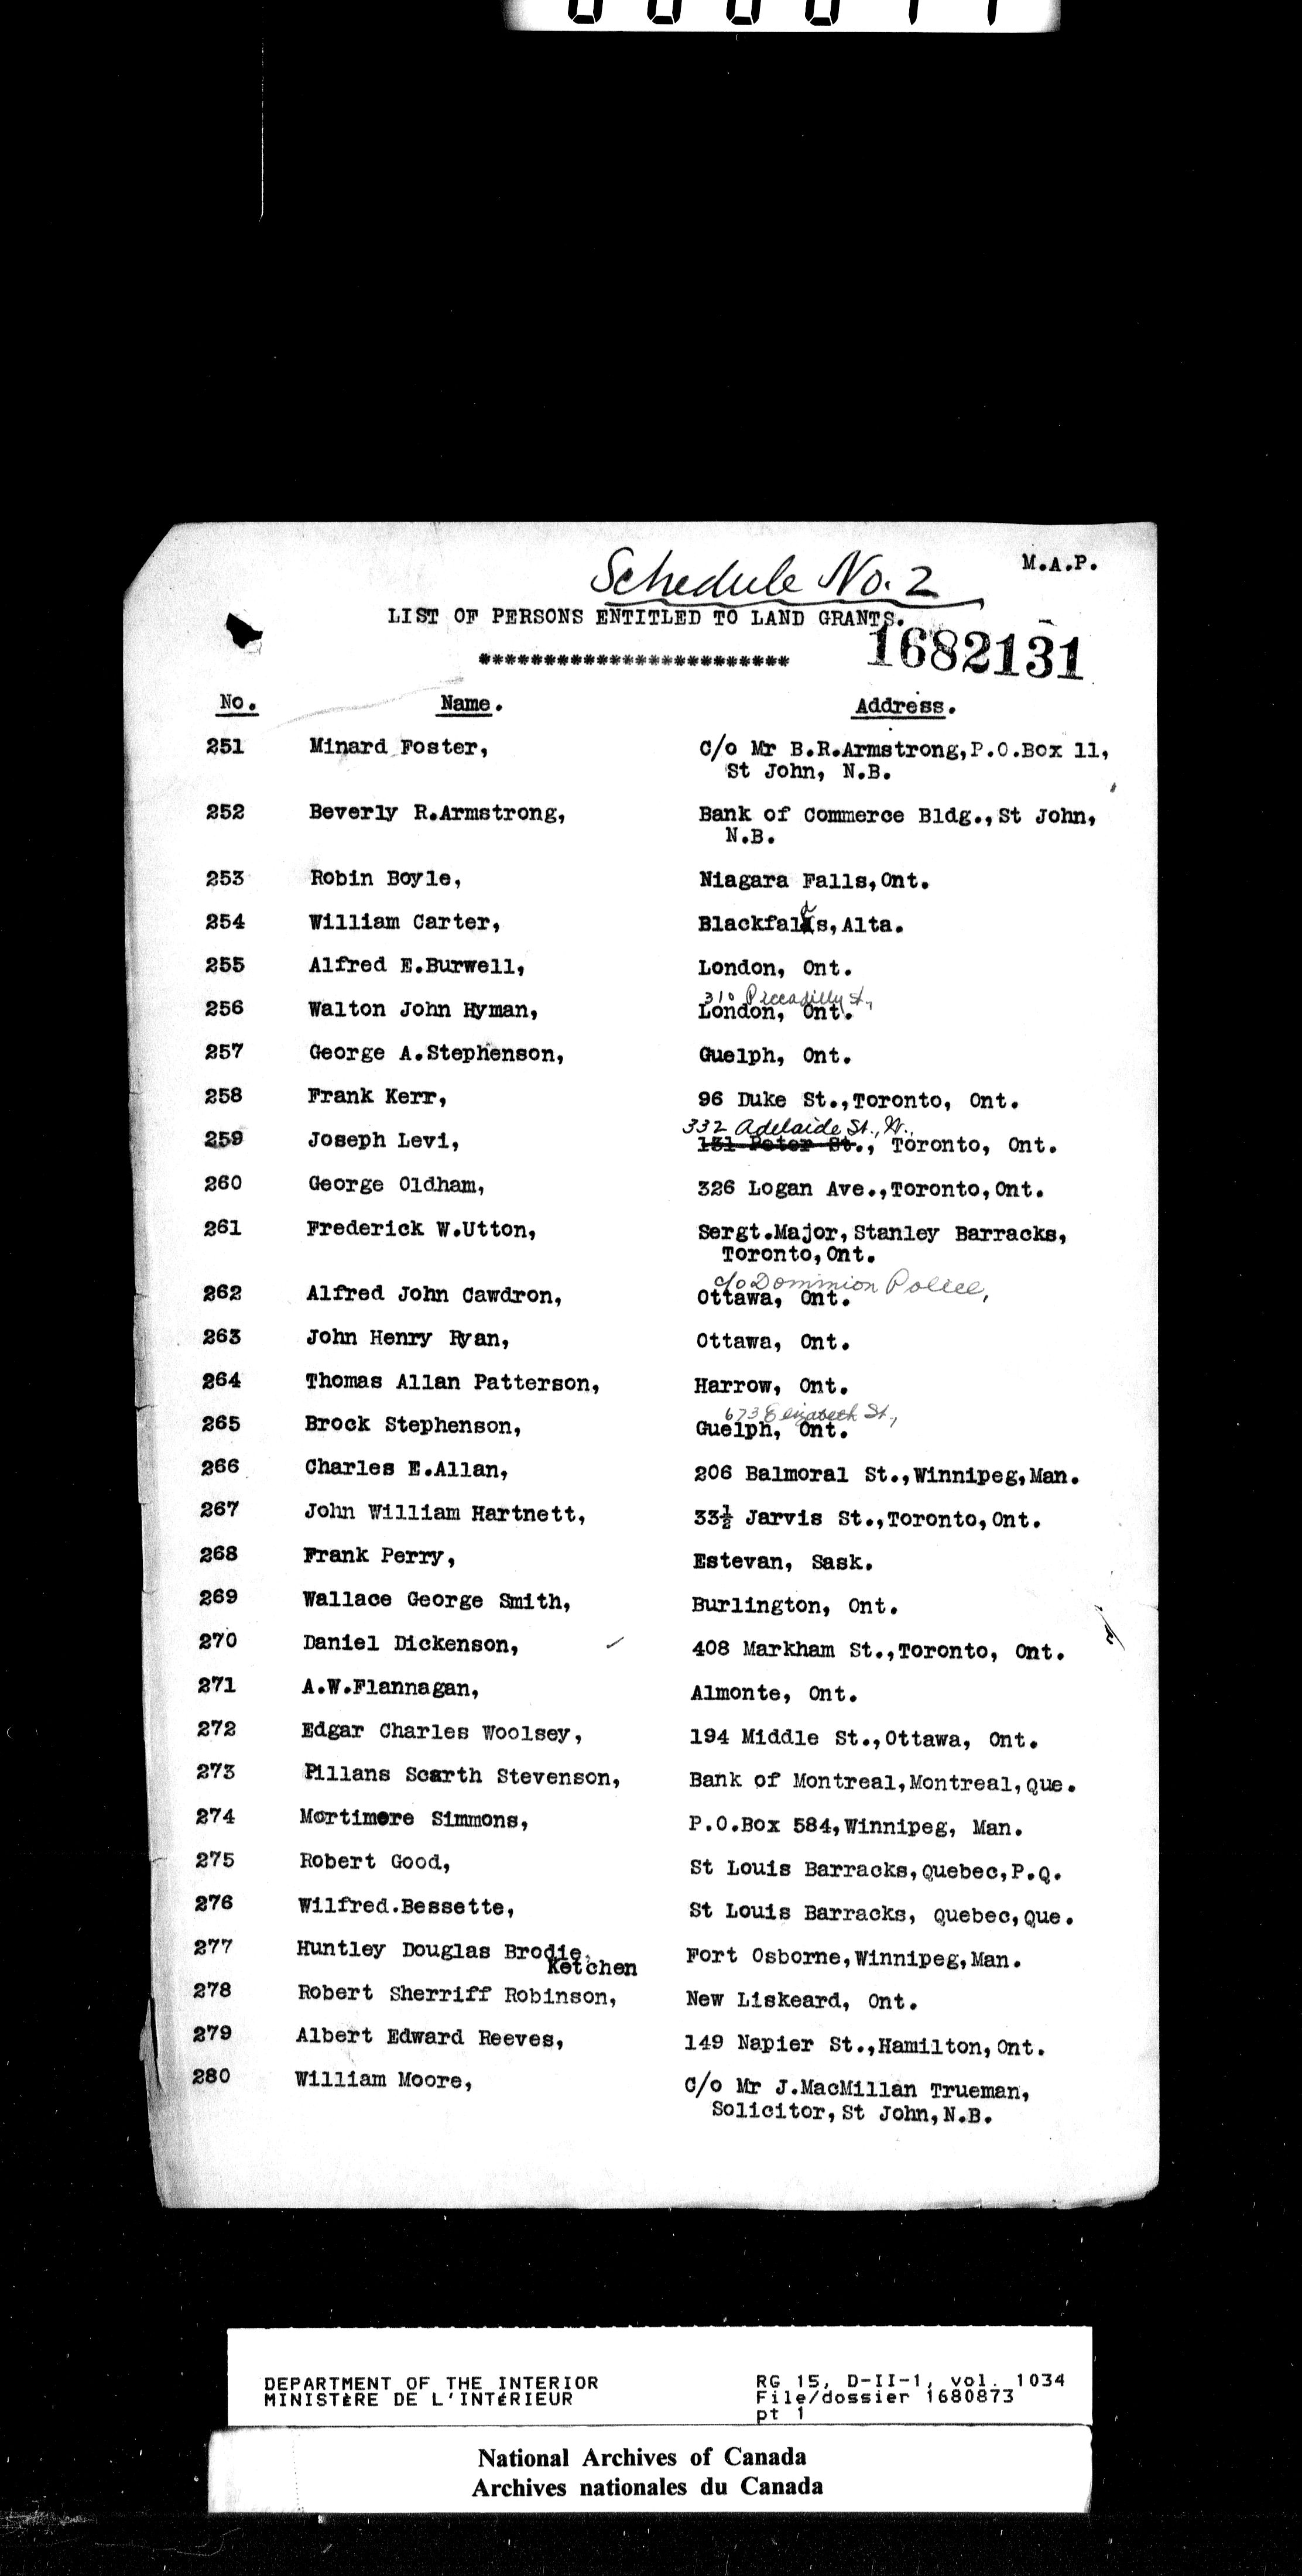 Schedule No. 2
M.A.P.
LIST OF PERSONS ENTITLED TO LAND GRANTS.
1682131
************************
No. Name. Address.
251 Minard Foster, C/o Mr B.R.Armstrong,P.O.Box 11,
St John, N.B.
252 Beverly R.Armstrong, Bank of Commerce Bldg.,St John,
N.B.
253 Robin Boyle, Niagara Falls,Ont.
254 William Carter, Blackfalds,Alta.
255 Alfred E.Burwell, London, Ont.
310 Piccadilly St,
256 Walton John Hyman, London, Ont.
257 George A.Stephenson, Guelph, Ont.
258 Frank Kerr, 96 Duke St.,Toronto, Ont.
332 Adelaide St., W.,
259 Joseph Levi, 131 Peter St., Toronto, Ont.
260 George Oldham, 326 Logan Ave.,Toronto,Ont.
261 Frederick W.Utton, Sergt.Major,Stanley Barracks,
Toronto,Ont.
c/o Dominion Police,
262 Alfred John Cawdron, Ottawa, Ont.
263 John Henry Ryan, Ottawa, Ont.
264 Thomas Allan Patterson, Harrow, Ont.
673 Elizabeth St,
265 Brock Stephenson, Guelph, Ont.
266 Charles E.Allan, 206 Balmoral St.,Winnipeg,Man.
267 John William Hartnett, 33½ Jarvis St.,Toronto,Ont.
268 Frank Perry, Estevan, Sask.
269 Wallace George Smith, Burlington, Ont.
270 Daniel Dickenson, ✓ 408 Markham St.,Toronto, Ont.
271 A.W.Flannagan, Almonte, Ont.
272 Edgar Charles Woolsey, 194 Middle St.,Ottawa, Ont.
273 Pillans Scarth Stevenson, Bank of Montreal,Montreal,Que.
274 Mortimere Simmons, P.O.Box 584,Winnipeg, Man.
275 Robert Good, St Louis Barracks,Quebec,P.Q.
276 Wilfred.Bessette, St Louis Barracks, Quebec,Que.
277 Huntley Douglas Brodie, Fort Osborne,Winnipeg,Man.
Ketchen
278 Robert Sherriff Robinson, New Liskeard, Ont.
279 Albert Edward Reeves, 149 Napier St.,Hamilton,Ont.
280 William Moore, C/o Mr J.MacMillan Trueman,
Solicitor,St John,N.B.
DEPARTMENT OF THE INTERIOR
MINISTÈRE DE L'INTÉRIEUR
RG 15, D-II-1, vol. 1034
File/dossier 1680873
pt 1
National Archives of Canada
Archives nationales du Canada